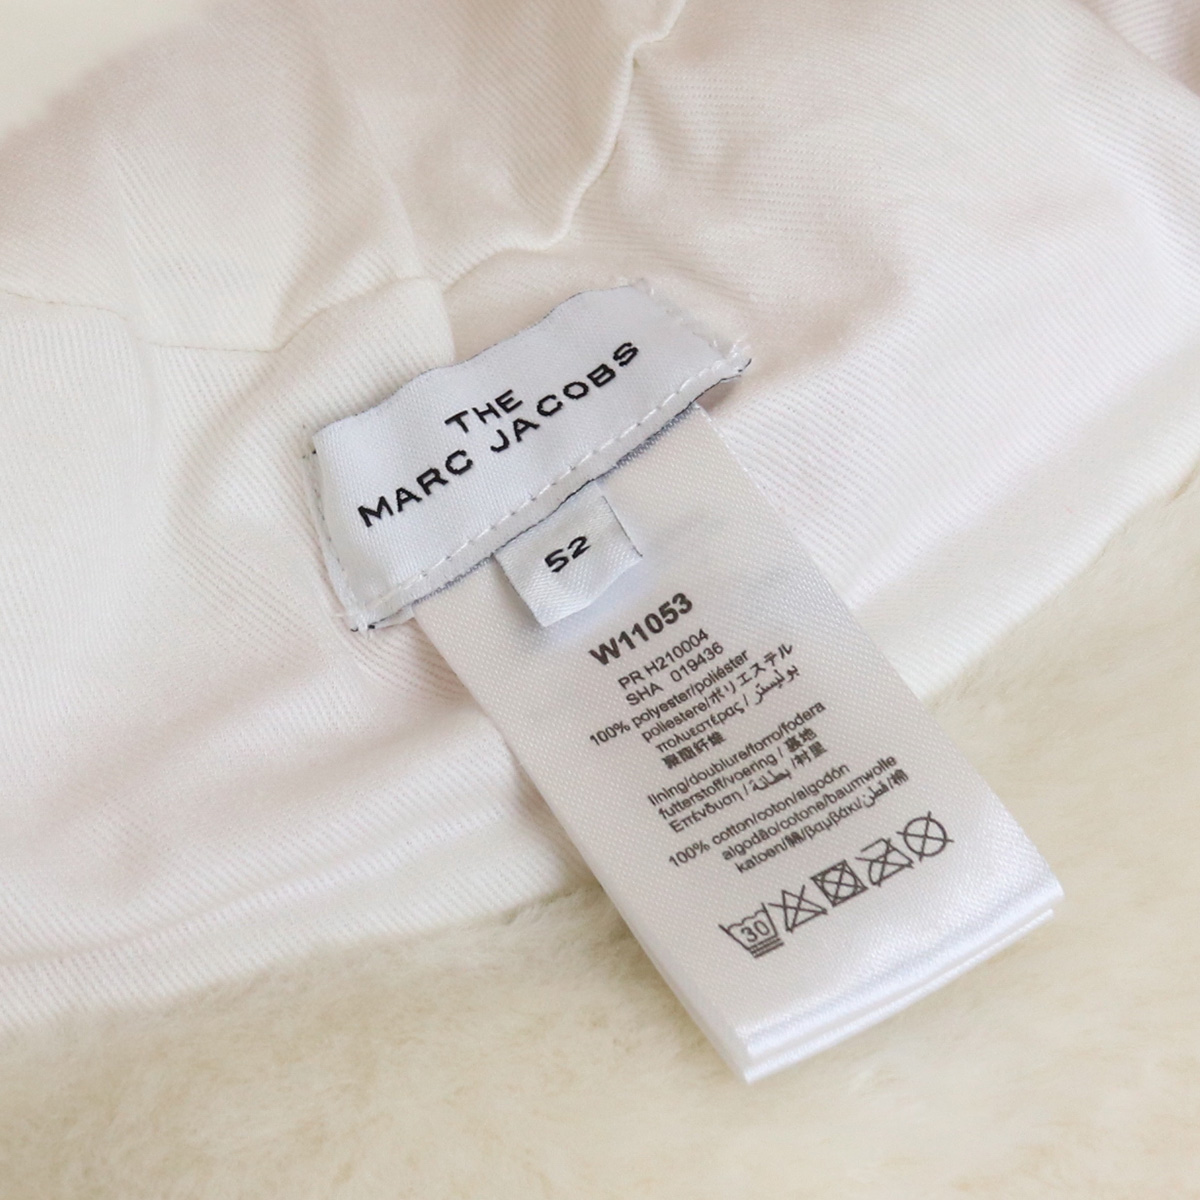 THE
MARC JACOBS
52
W11053
PR H210004
SHA 019436
100% polyester/poliéster
poliestere/ポリエステル
πολυεστέρας / بوليستر
聚酯纤维
lining/doublure/forro/fodera
futterstoff/voering / 裏地
Επένδυση / بطانة /衬里
100% cotton/coton/algodón
algodão/cotone/baumwolle
katoen/綿/βαμβάκι/قطن/棉
30